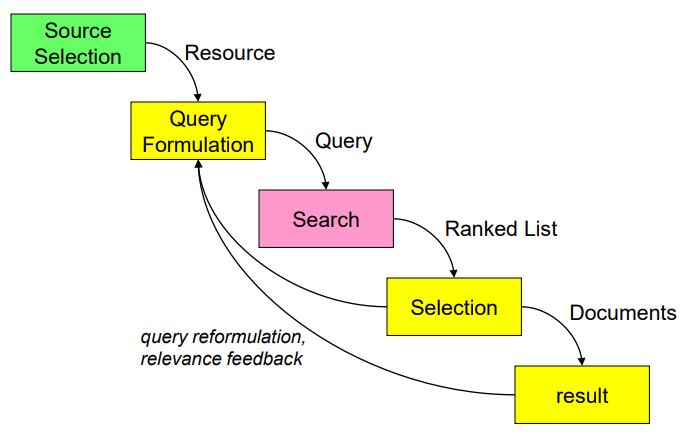 Source
Selection
Resource
Query
Formulation
Query
Search
Ranked List
Selection
Documents
query reformulation,
relevance feedback
result